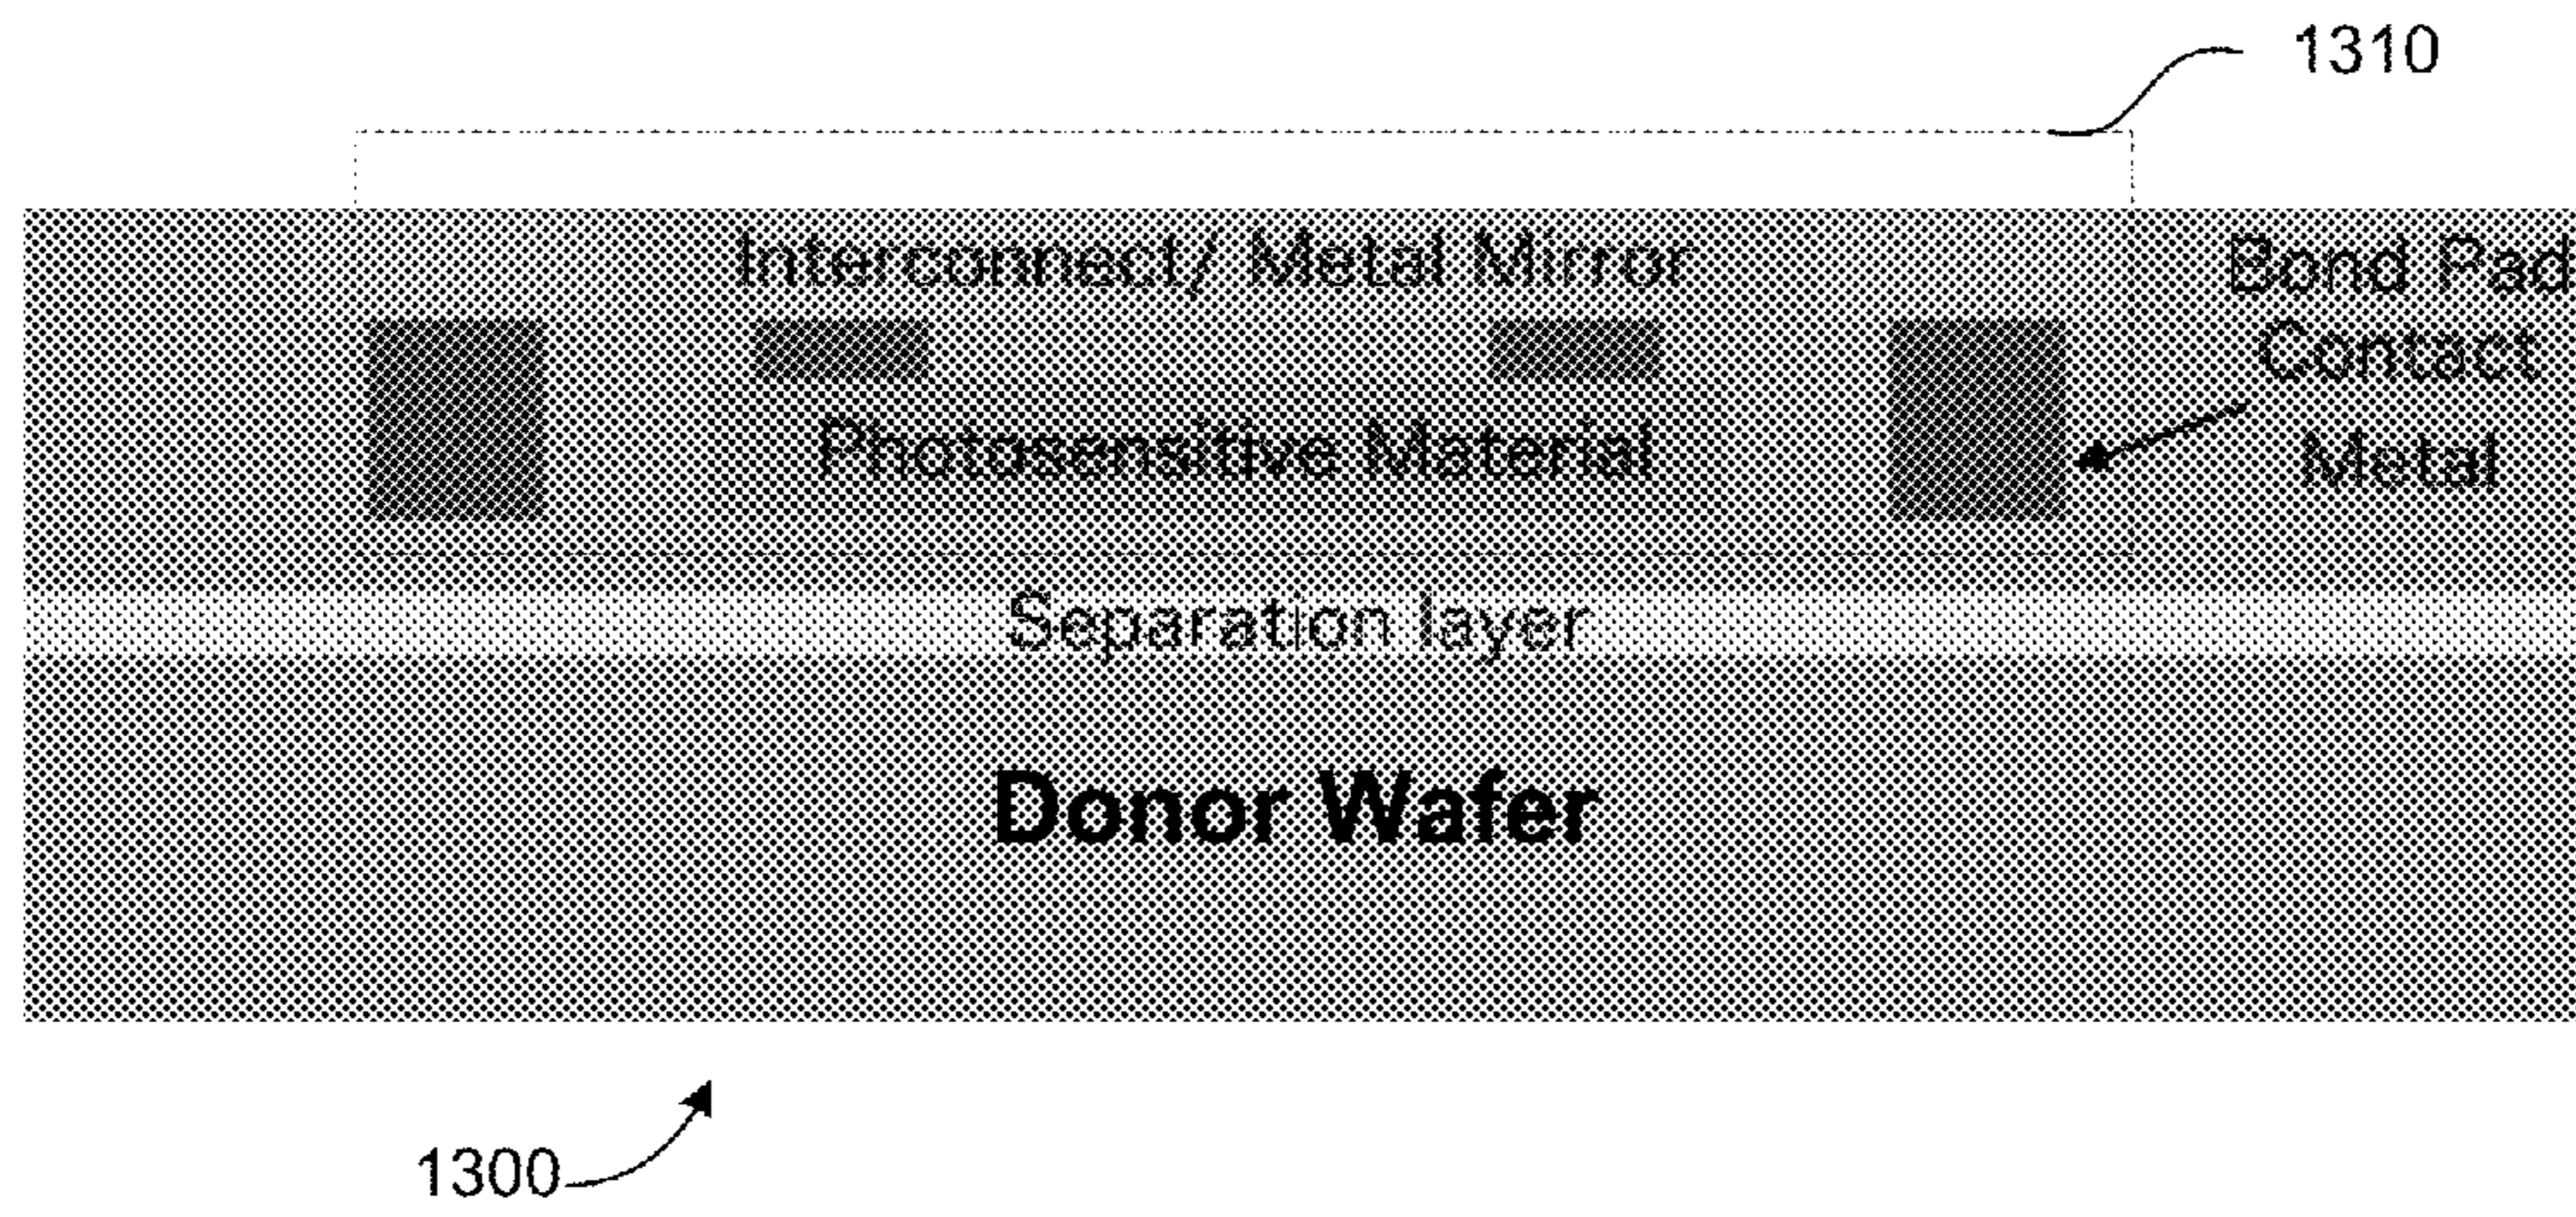 1310
Interconnect/ Metal Mirror
Bond Pad
Contact
Metal
Photosensitive Material
Separation layer
Donor Wafer
1300